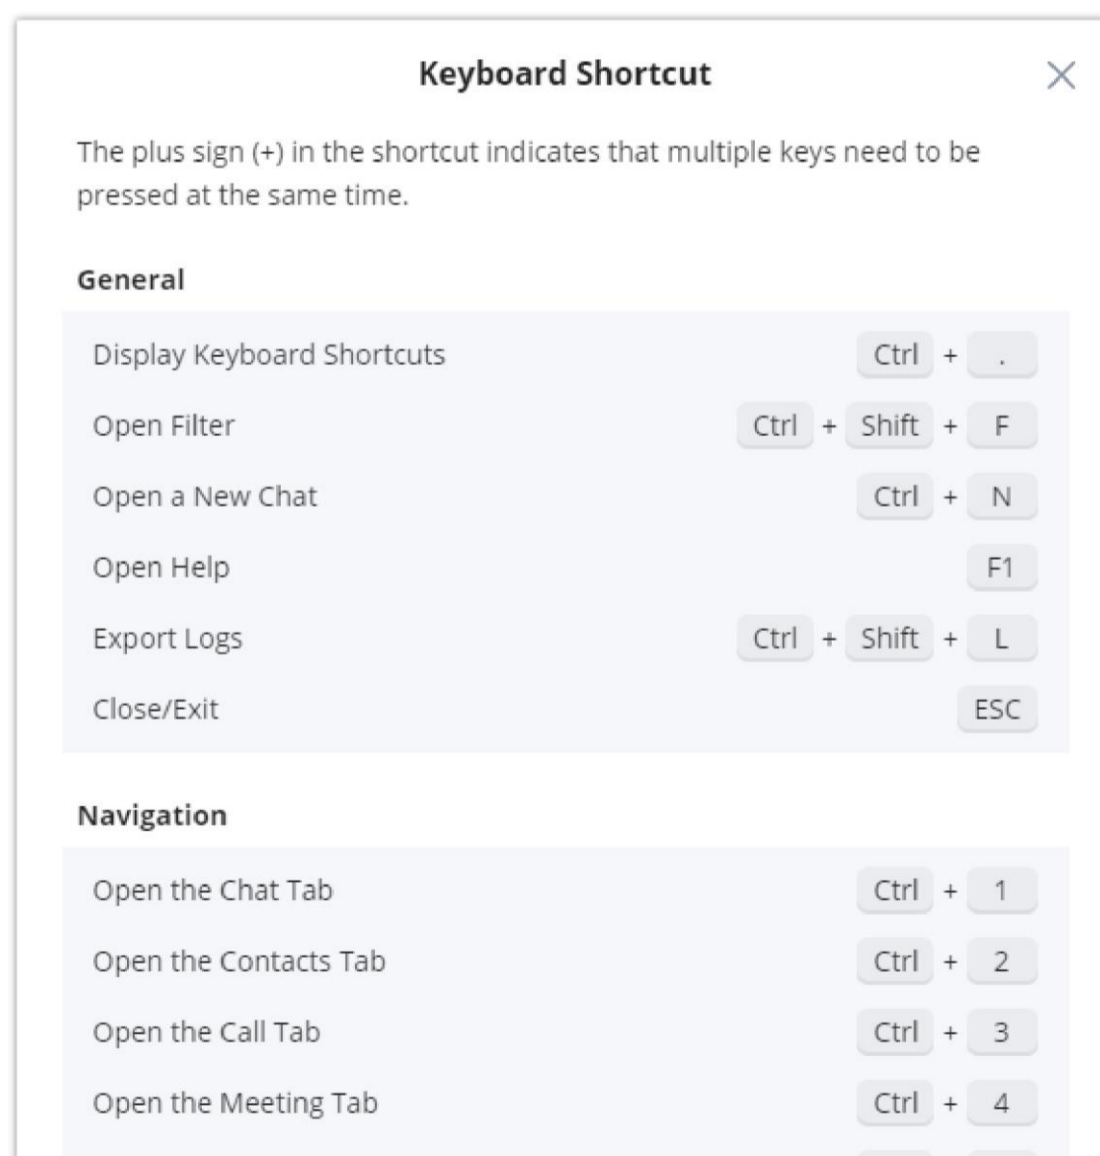 Keyboard Shortcut
The plus sign (+) in the shortcut indicates that multiple keys need to be
pressed at the same time.
General
Display Keyboard Shortcuts Ctrl + .
Open Filter Ctrl + Shift + F
Open a New Chat Ctrl + N
Open Help F1
Export Logs Ctrl + Shift + L
Close/Exit ESC
Navigation
Open the Chat Tab Ctrl + 1
Open the Contacts Tab Ctrl + 2
Open the Call Tab Ctrl + 3
Open the Meeting Tab Ctrl + 4